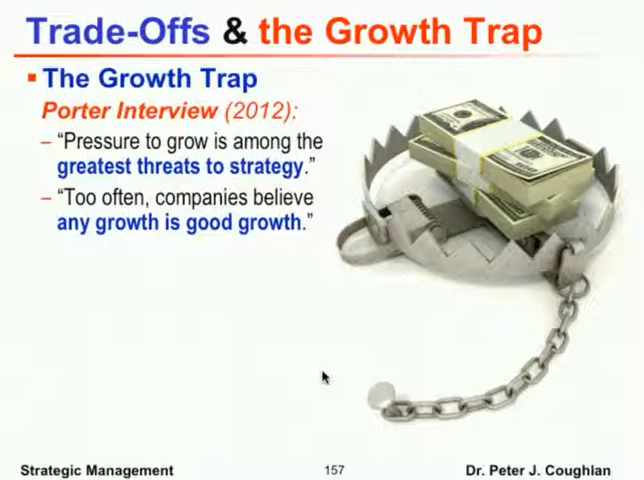 Trade-Offs & the Growth Trap
▪ The Growth Trap
Porter Interview (2012):
– “Pressure to grow is among the
greatest threats to strategy.”
– “Too often, companies believe
any growth is good growth.”
Strategic Management
157
Dr. Peter J. Coughlan